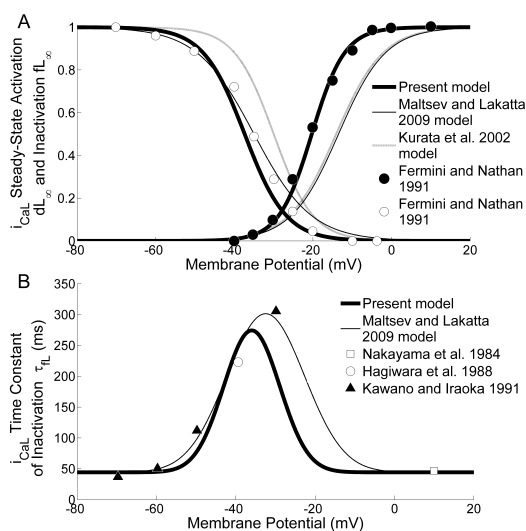 A
i_CaL Steady-State Activation
dL∞ and Inactivation fL∞
1
0.8
0.6
0.4
0.2
0
-80
-60
-40
-20
0
20
Membrane Potential (mV)
Present model
Maltsev and Lakatta
2009 model
Kurata et al. 2002
model
Fermini and Nathan
1991
Fermini and Nathan
1991
B
i_CaL Time Constant
of Inactivation τ_fL (ms)
350
300
250
200
150
100
50
0
-80
-60
-40
-20
0
20
Membrane Potential (mV)
Present model
Maltsev and Lakatta
2009 model
Nakayama et al. 1984
Hagiwara et al. 1988
Kawano and Iraoka 1991